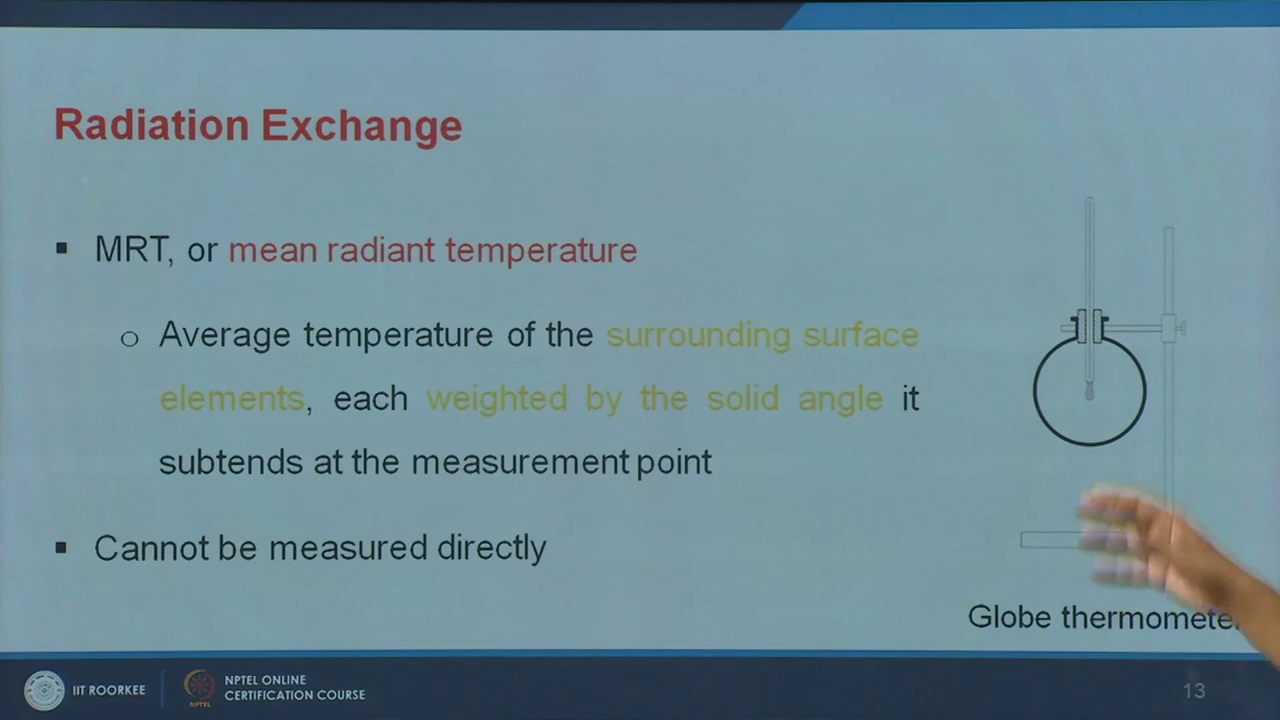 Radiation Exchange
▪ MRT, or mean radiant temperature
o Average temperature of the surrounding surface
elements, each weighted by the solid angle it
subtends at the measurement point
▪ Cannot be measured directly
Globe thermometer
IIT ROORKEE
NPTEL
NPTEL ONLINE
CERTIFICATION COURSE
13